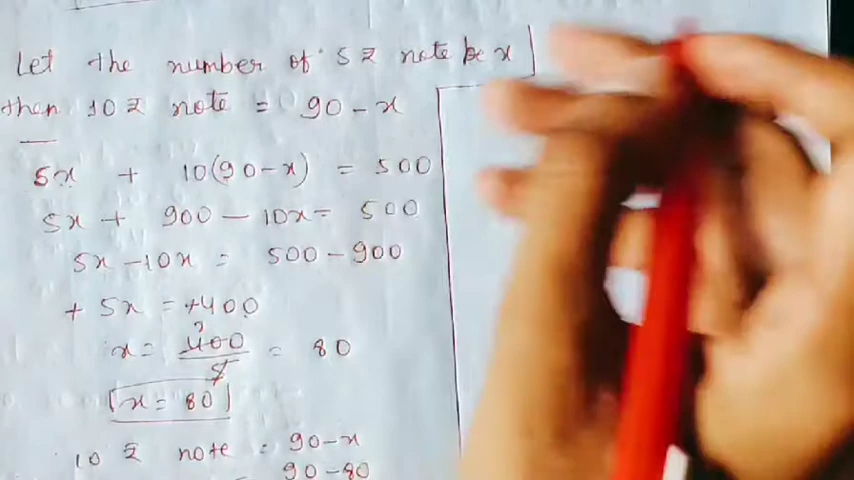 Let the number of 5 ₹ note be x
then 10 ₹ note = 90 - x
5x + 10(90-x) = 500
5x + 900 - 10x = 500
5x - 10x = 500 - 900
+ 5x = +400
x = 400/5 = 80
x = 80
10 ₹ note = 90-x
= 90-80